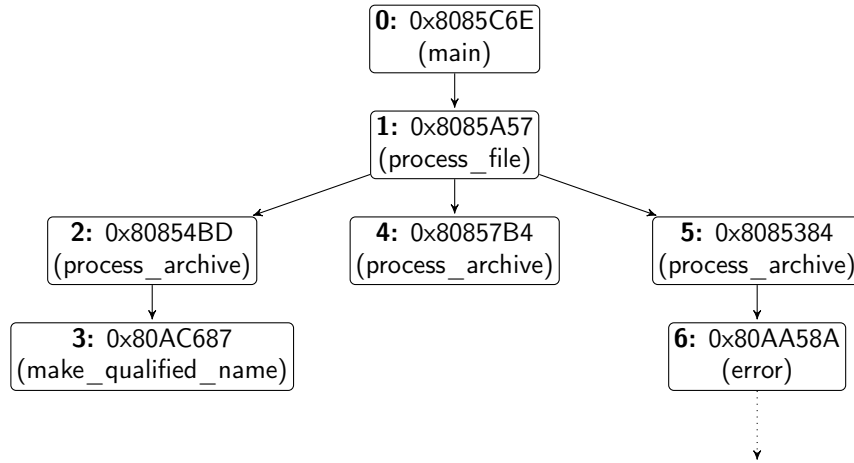 0: 0x8085C6E
(main)
1: 0x8085A57
(process_file)
2: 0x80854BD
(process_archive)
4: 0x80857B4
(process_archive)
5: 0x8085384
(process_archive)
3: 0x80AC687
(make_qualified_name)
6: 0x80AA58A
(error)